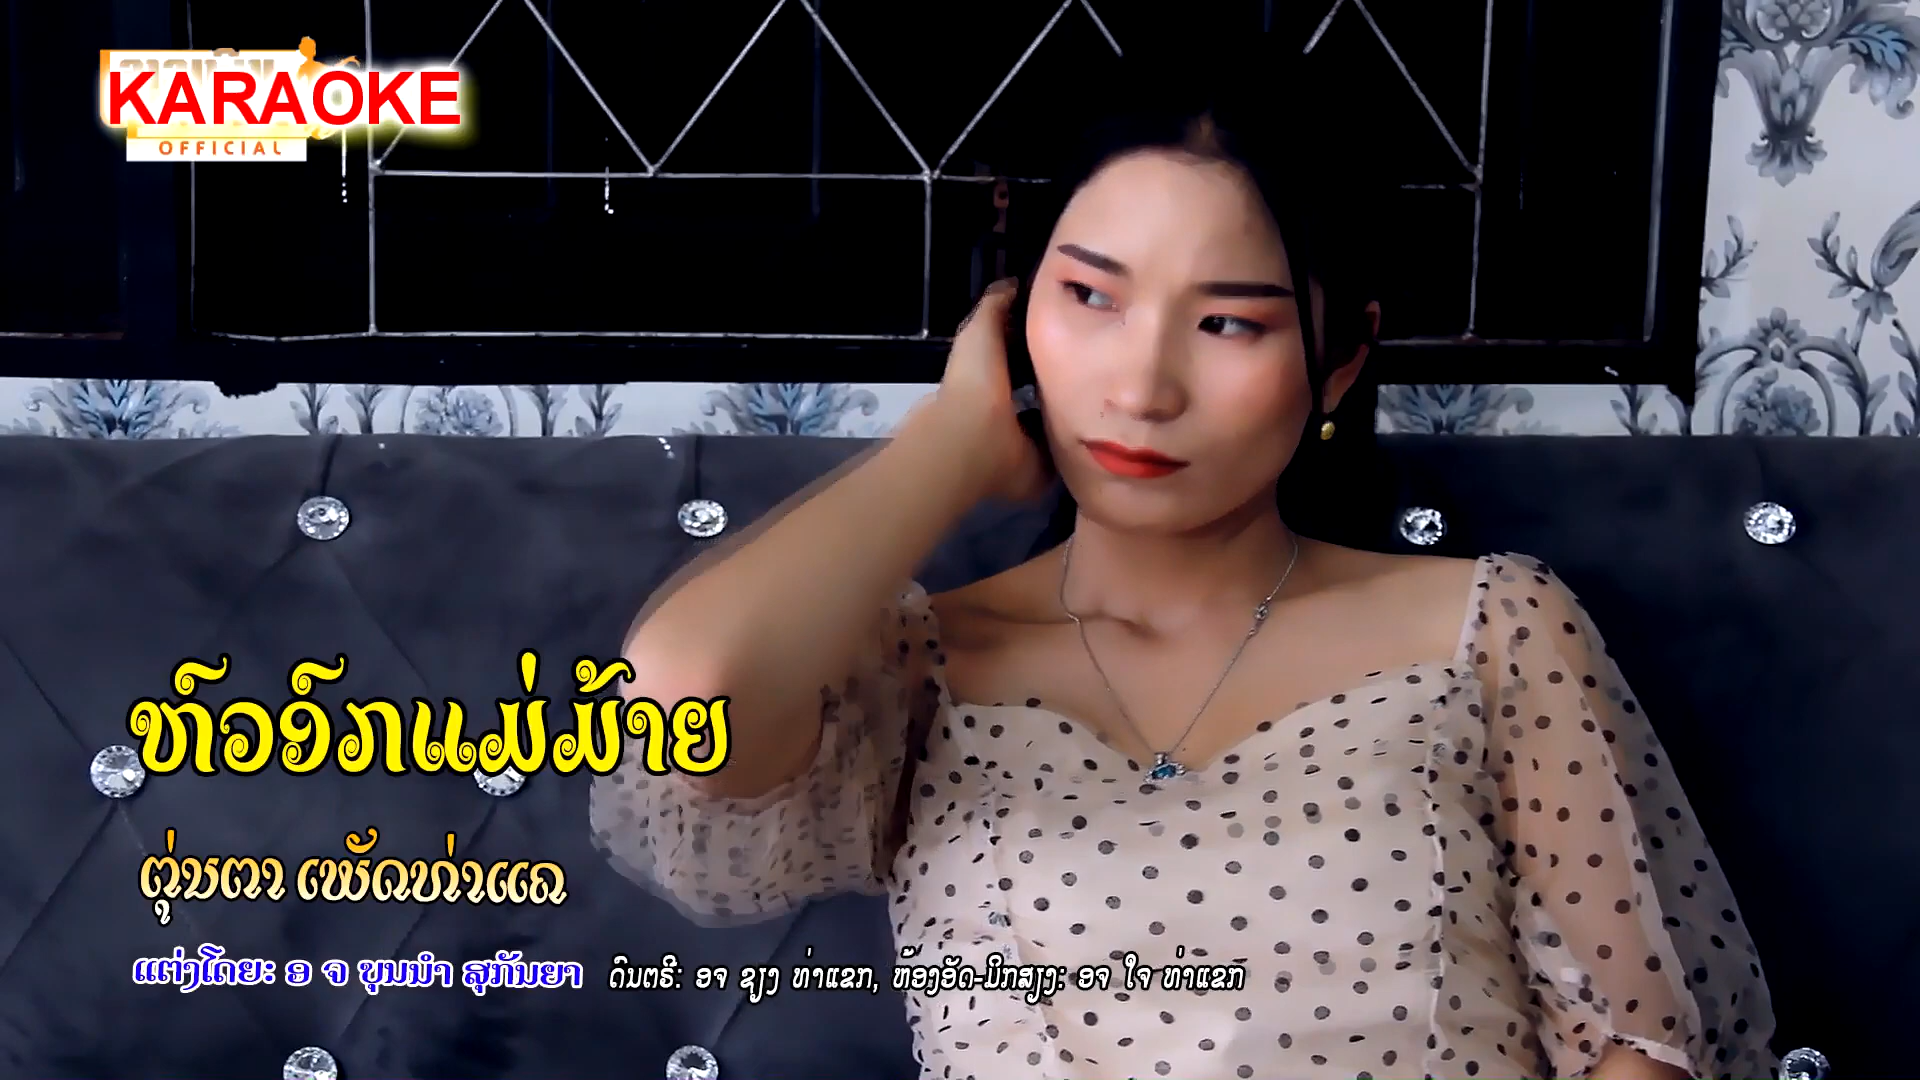 KARAOKE
OFFICIAL
ຫົວອົກແມ່ມ້າຍ
ຕຸ່ນຕາ ເພັດທ່າແຄ
ແຕ່ງໂດຍ: ອ ຈ ຂຸນນຳ ສຸກັນຍາ
ດົນຕຣີ: ອຈ ຊຽງ ທ່າແຂກ, ຫ້ອງອັດ-ມິກສຽງ: ອຈ ໃຈ ທ່າແຂກ